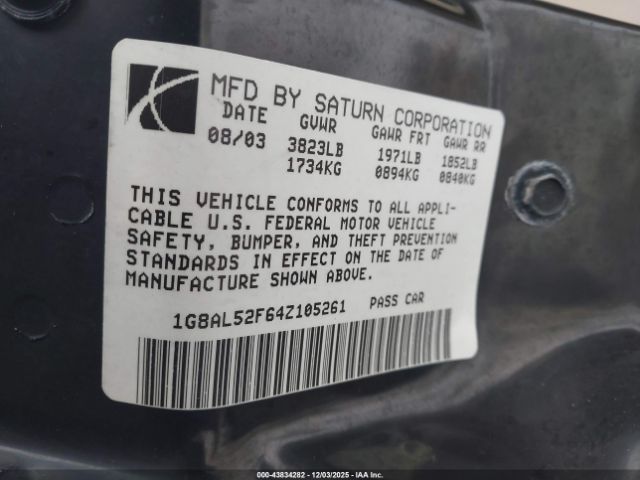 MFD BY SATURN CORPORATION
DATE GVWR GAWR FRT GAWR RR
08/03 3823LB 1971LB 1852LB
1734KG 0894KG 0840KG
THIS VEHICLE CONFORMS TO ALL APPLI-
CABLE U.S. FEDERAL MOTOR VEHICLE
SAFETY, BUMPER, AND THEFT PREVENTION
STANDARDS IN EFFECT ON THE DATE OF
MANUFACTURE SHOWN ABOVE.
1G8AL52F64Z105261 PASS CAR
© - 43834282 - 12/03/2025 - IAA Inc.